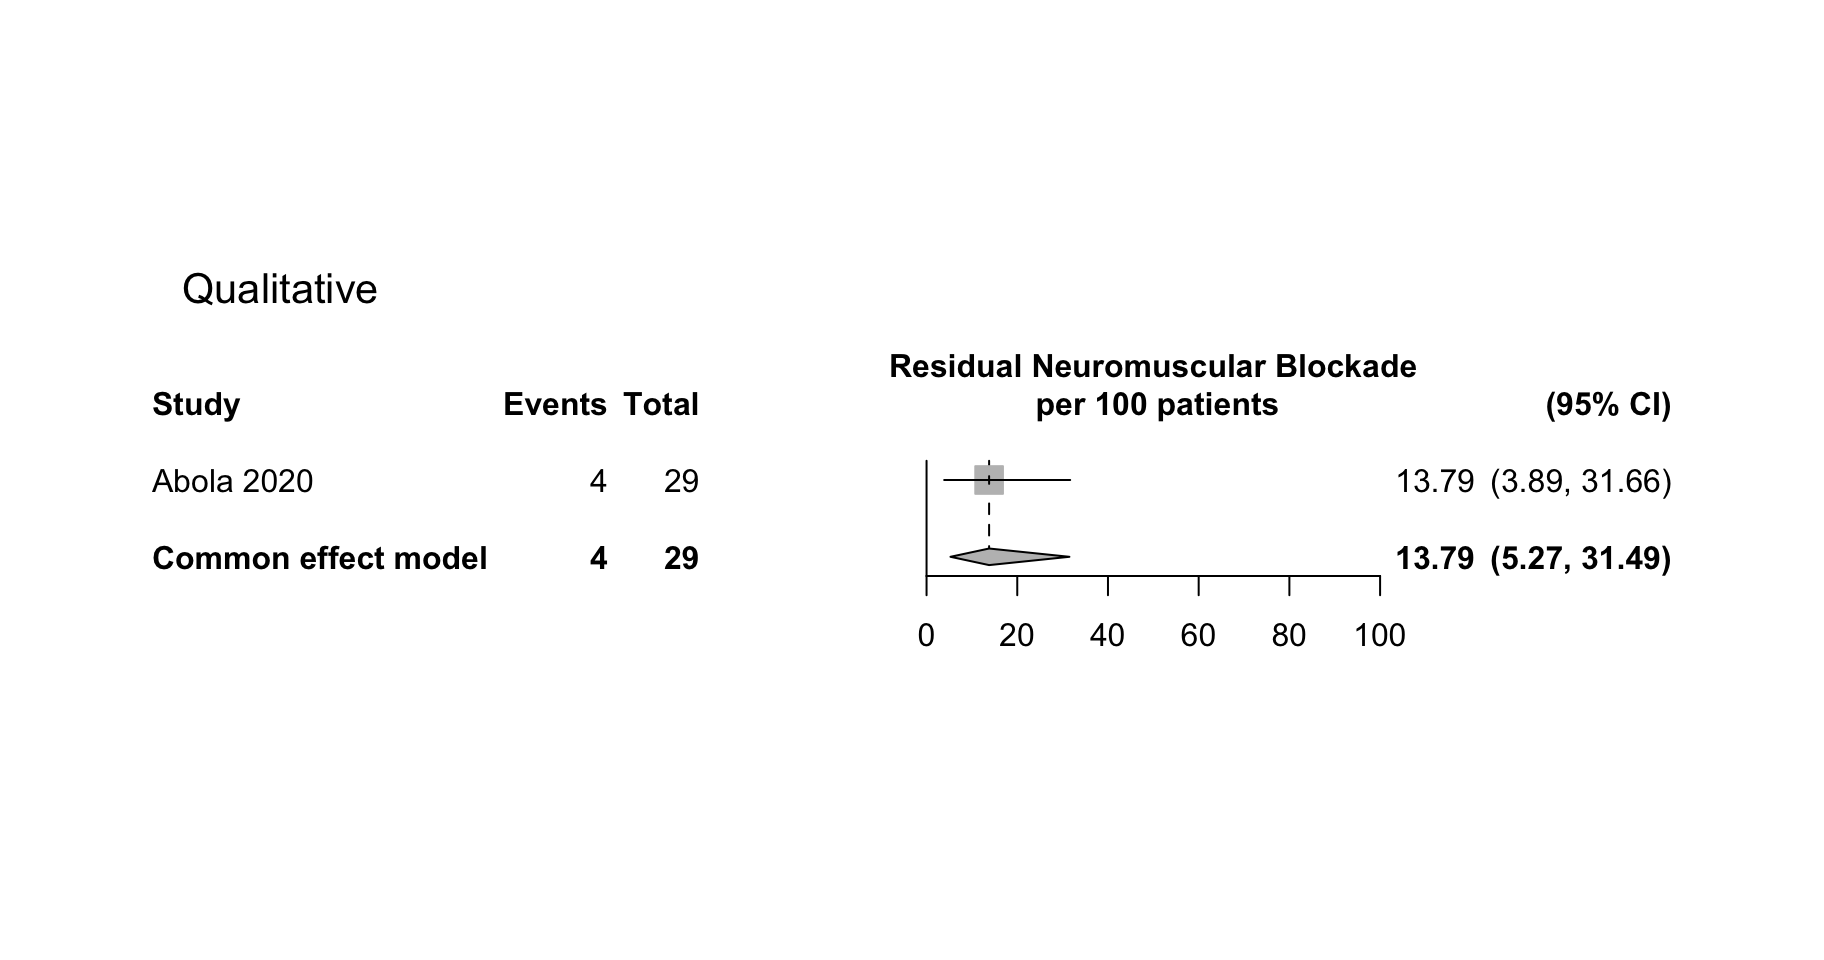 Qualitative
Residual Neuromuscular Blockade
Study Events Total per 100 patients (95% CI)
Abola 2020 4 29 13.79 (3.89, 31.66)
Common effect model 4 29 13.79 (5.27, 31.49)
0 20 40 60 80 100